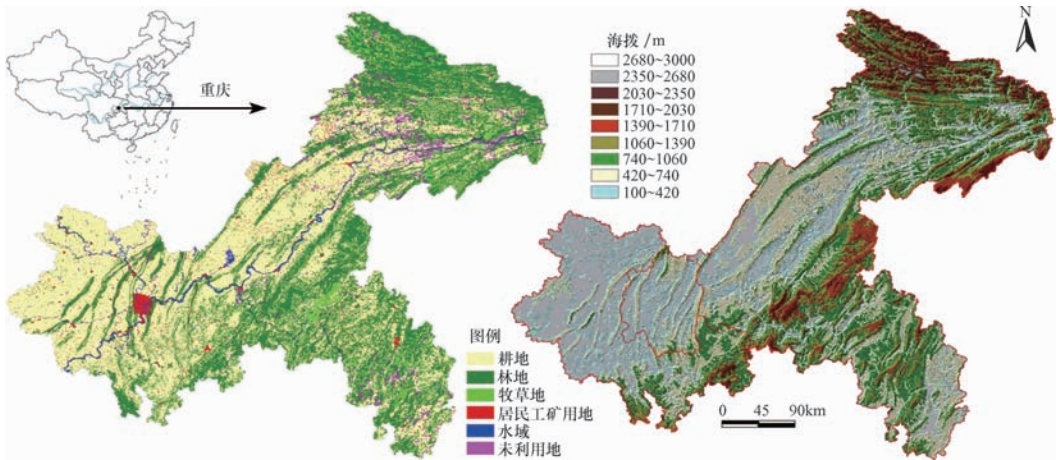 重庆
海拨/m
2680~3000
2350~2680
2030~2350
1710~2030
1390~1710
1060~1390
740~1060
420~740
100~420
N
图例
耕地
林地
牧草地
居民工矿用地
水域
未利用地
0 45 90km